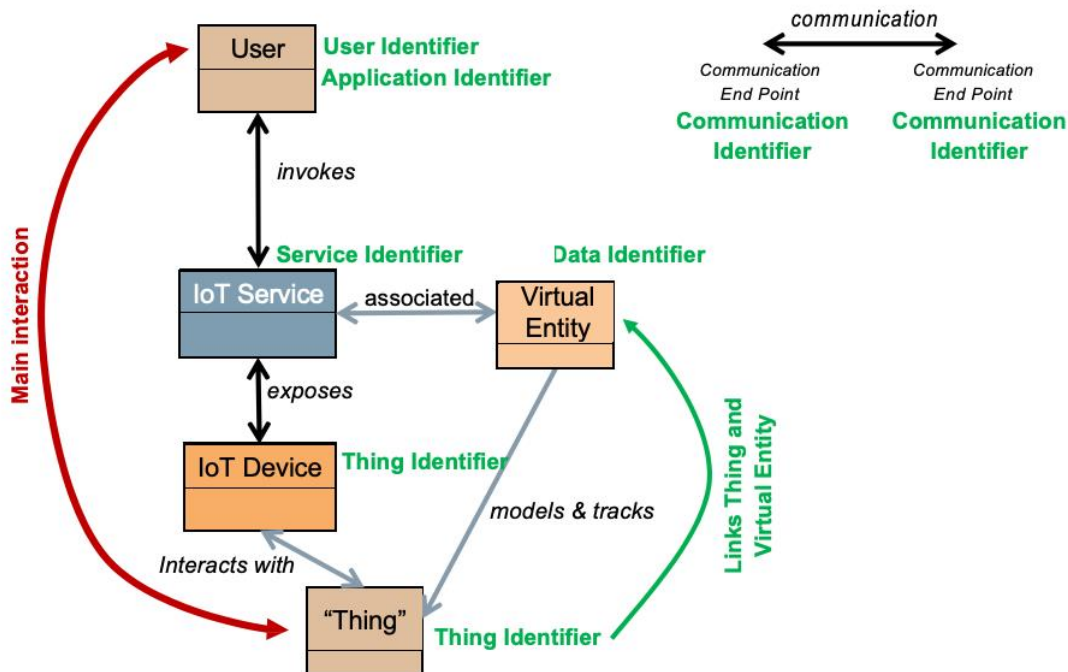 communication
Communication
End Point
Communication
Identifier
Communication
End Point
Communication
Identifier
User
User Identifier
Application Identifier
invokes
Service Identifier
Data Identifier
IoT Service
associated
Virtual
Entity
Main interaction
exposes
IoT Device
Thing Identifier
models & tracks
Links Thing and
Virtual Entity
Interacts with
“Thing”
Thing Identifier